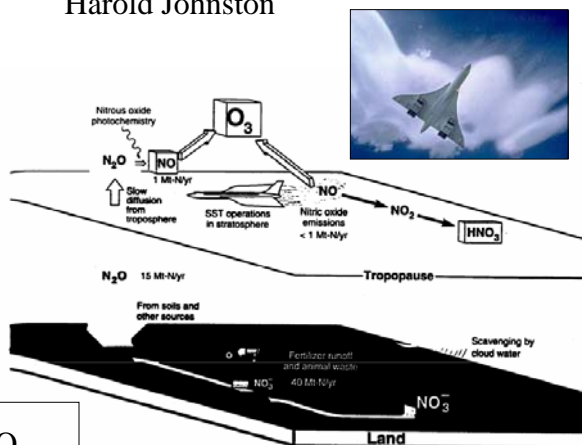 Harold Johnston
Nitrous oxide
photochemistry
O3
N2O
NO
1 Mt-N/yr
Slow
diffusion
from
troposphere
SST operations
in stratosphere
NO
Nitric oxide
emissions
< 1 Mt-N/yr
NO2
HNO3
N2O 15 Mt-N/yr
Tropopause
From soils and
other sources
Scavenging by
cloud water
Fertilizer runoff
and animal waste
NO3- 40 Mt-N/yr
NO3-
Land